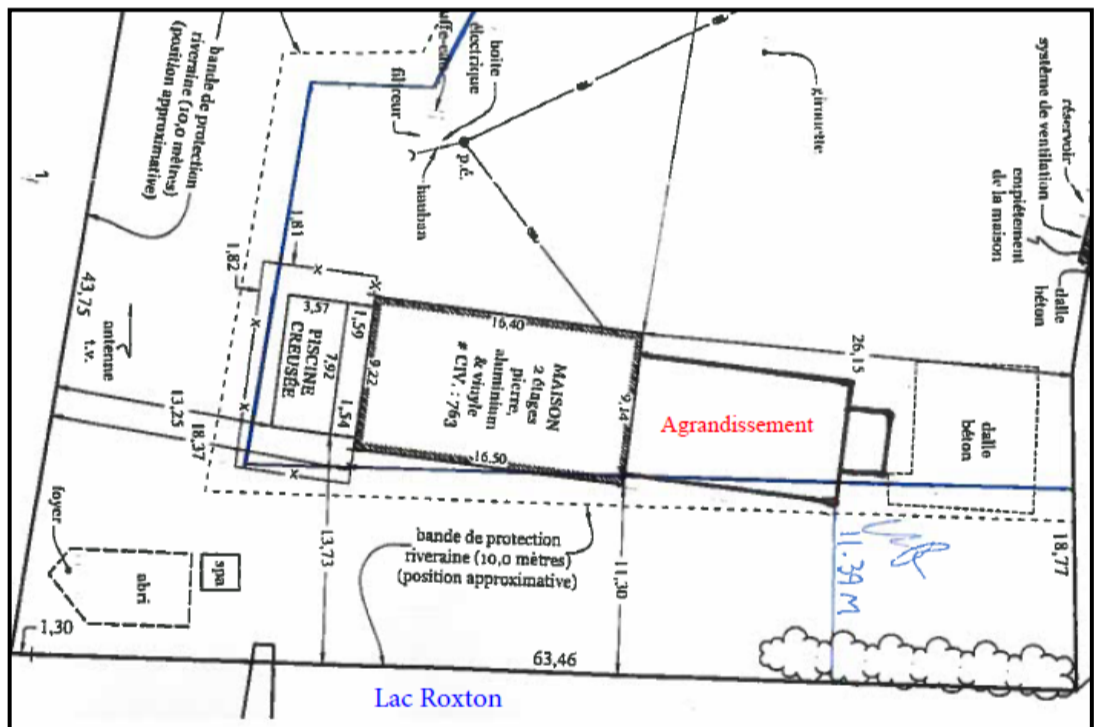 bande de protection
riveraine (10,0 mètres)
(position approximative)
boîte
électrique
filtreur
hauban
p.é.
girouette
réservoir
système de ventilation
empiétement
de la maison
dalle
béton
1,81
1,82
43,75
antenne
t.v.
3,57
PISCINE
CREUSÉE
7,92
1,59
1,54
9,22
16,40
MAISON
2 étages
pierre,
aluminium
& vinyle
# CIV. : 763
16,50
9,14
26,15
Agrandissement
dalle
béton
13,25
18,37
foyer
abri
spa
13,73
bande de protection
riveraine (10,0 mètres)
(position approximative)
11,30
11.39 M
18,77
1,30
63,46
Lac Roxton